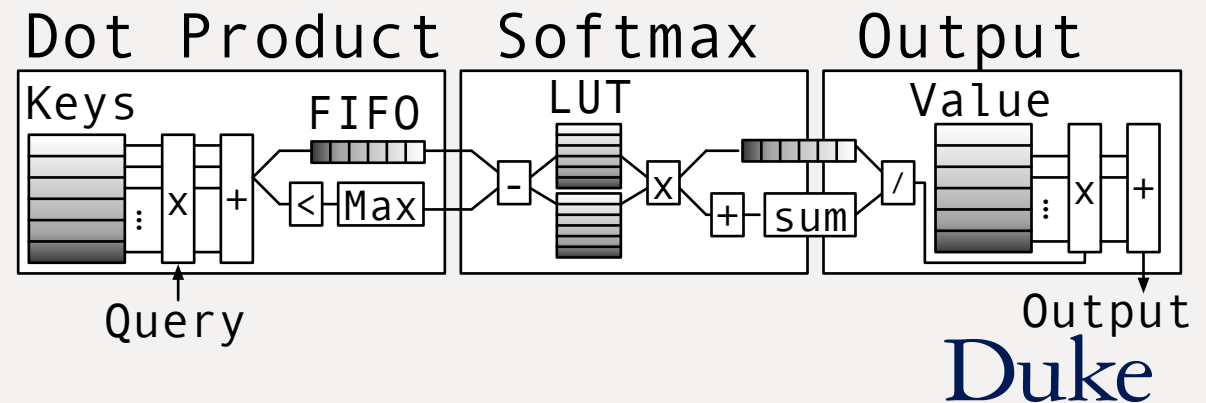 Dot Product
Softmax
Output
Keys
FIFO
LUT
Value
...
x
+
<
Max
-
x
+
sum
/
...
x
+
Query
Output
Duke